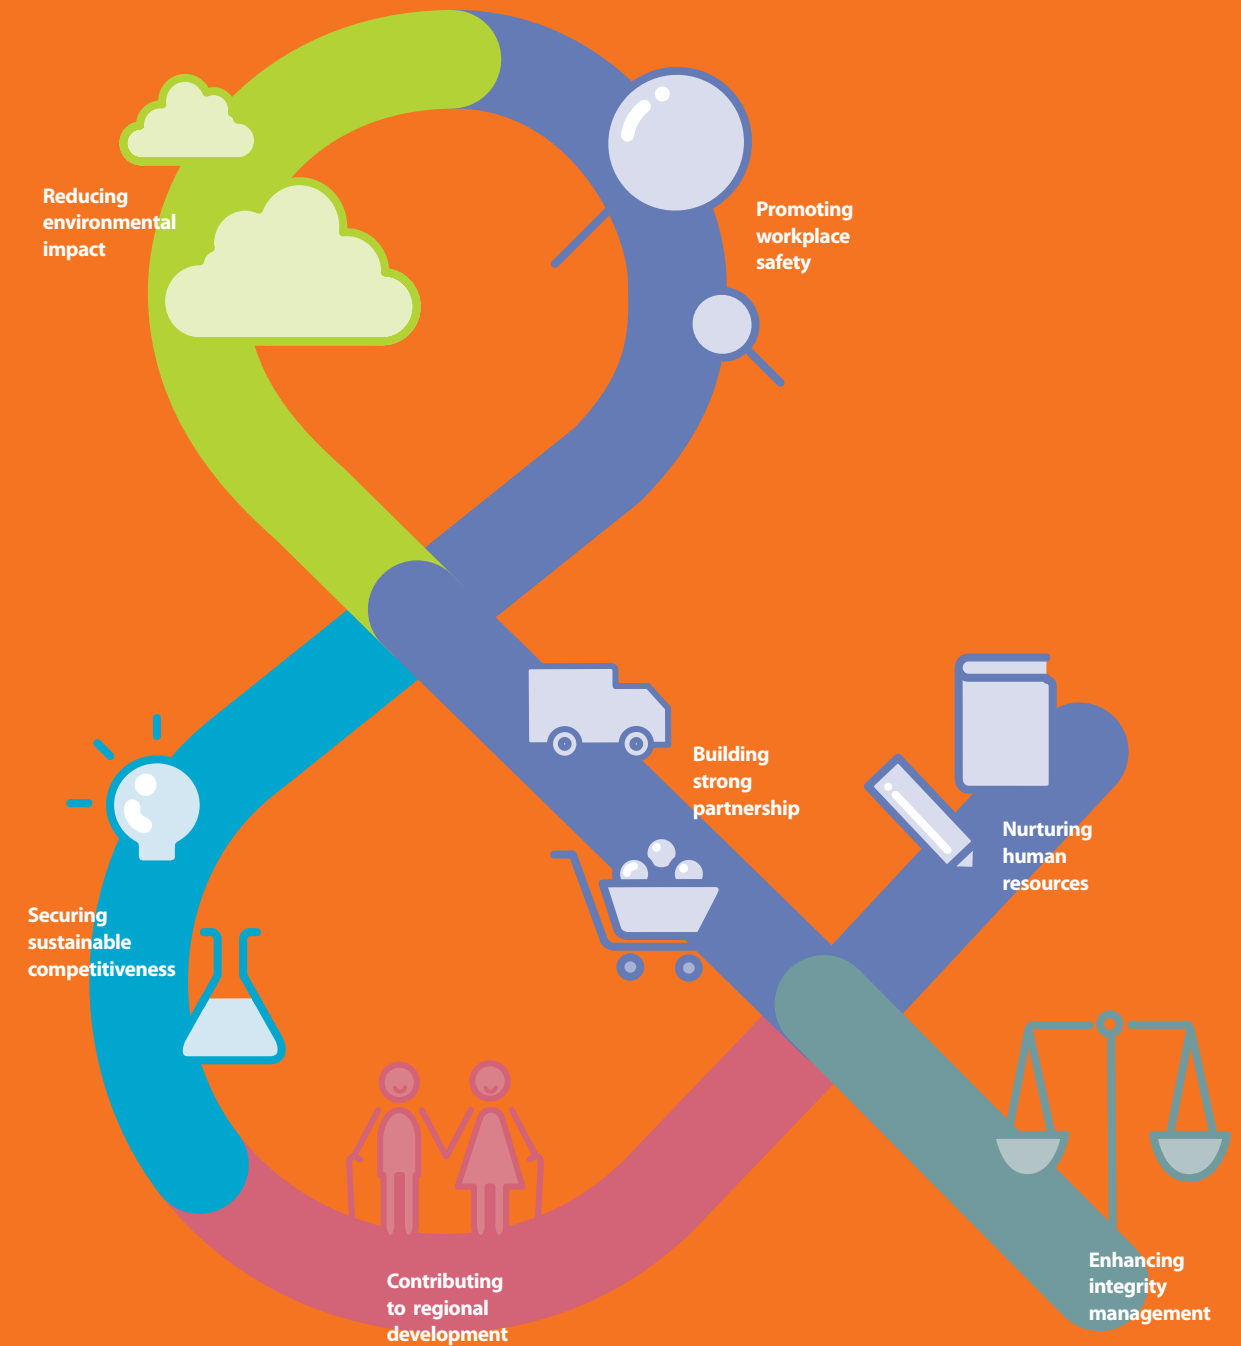 Reducing
environmental
impact
Promoting
workplace
safety
Building
strong
partnership
Nurturing
human
resources
Securing
sustainable
competitiveness
Contributing
to regional
development
Enhancing
integrity
management